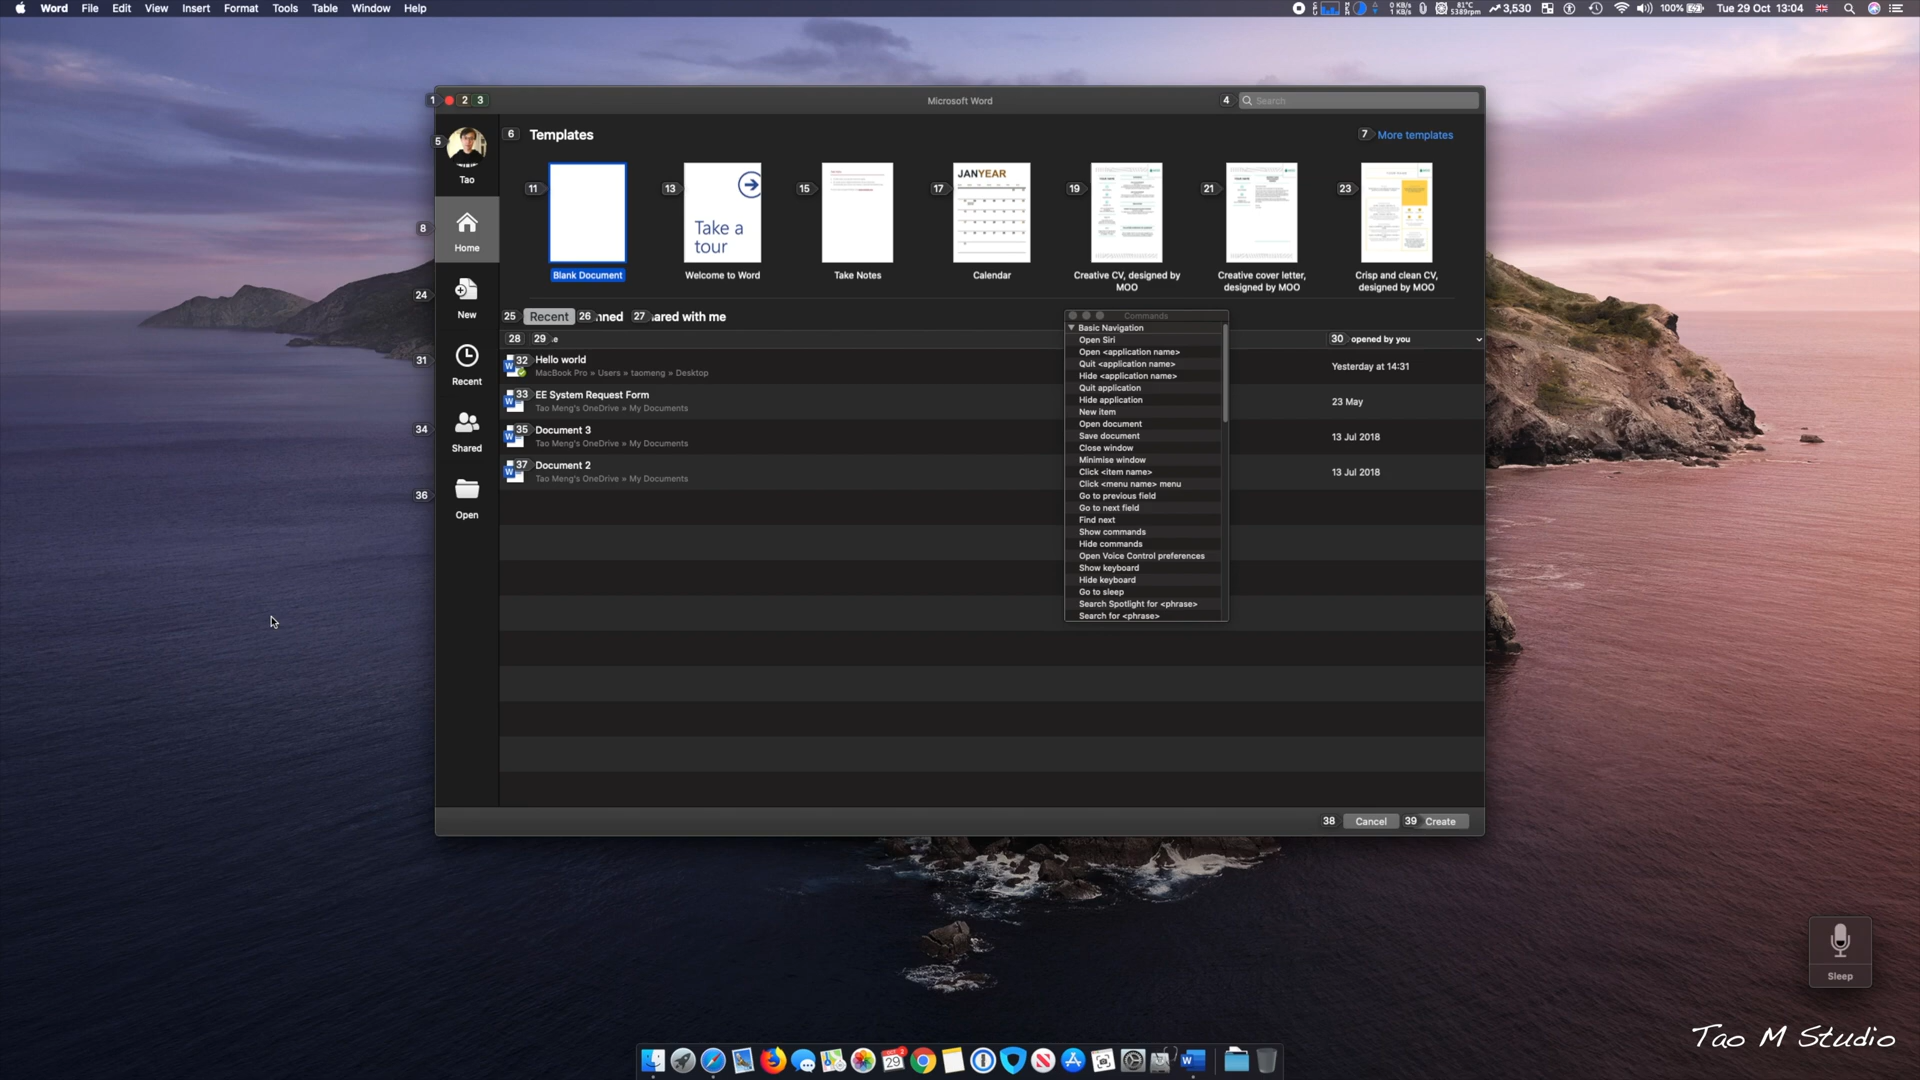 Word File Edit View Insert Format Tools Table Window Help
0 KB/s
1 KB/s
81°C
5389rpm
3,530
100%
Tue 29 Oct 13:04
1 2 3 Microsoft Word 4 Search
5 Tao
8 Home
24 New
31 Recent
34 Shared
36 Open
6 Templates 7 More templates
11 13 15 17 19 21 23
Take a
tour
JANYEAR
Blank Document Welcome to Word Take Notes Calendar Creative CV, designed by
MOO
Creative cover letter,
designed by MOO
Crisp and clean CV,
designed by MOO
25 Recent 26 nned 27 ared with me
28 29 e 30 opened by you
32 Hello world
MacBook Pro » Users » taomeng » Desktop
Yesterday at 14:31
33 EE System Request Form
Tao Meng's OneDrive » My Documents
23 May
35 Document 3
Tao Meng's OneDrive » My Documents
13 Jul 2018
37 Document 2
Tao Meng's OneDrive » My Documents
13 Jul 2018
Commands
Basic Navigation
Open Siri
Open <application name>
Quit <application name>
Hide <application name>
Quit application
Hide application
New item
Open document
Save document
Close window
Minimise window
Click <item name>
Click <menu name> menu
Go to previous field
Go to next field
Find next
Show commands
Hide commands
Open Voice Control preferences
Show keyboard
Hide keyboard
Go to sleep
Search Spotlight for <phrase>
Search for <phrase>
38 Cancel 39 Create
Sleep
Tao M Studio
OCT
29